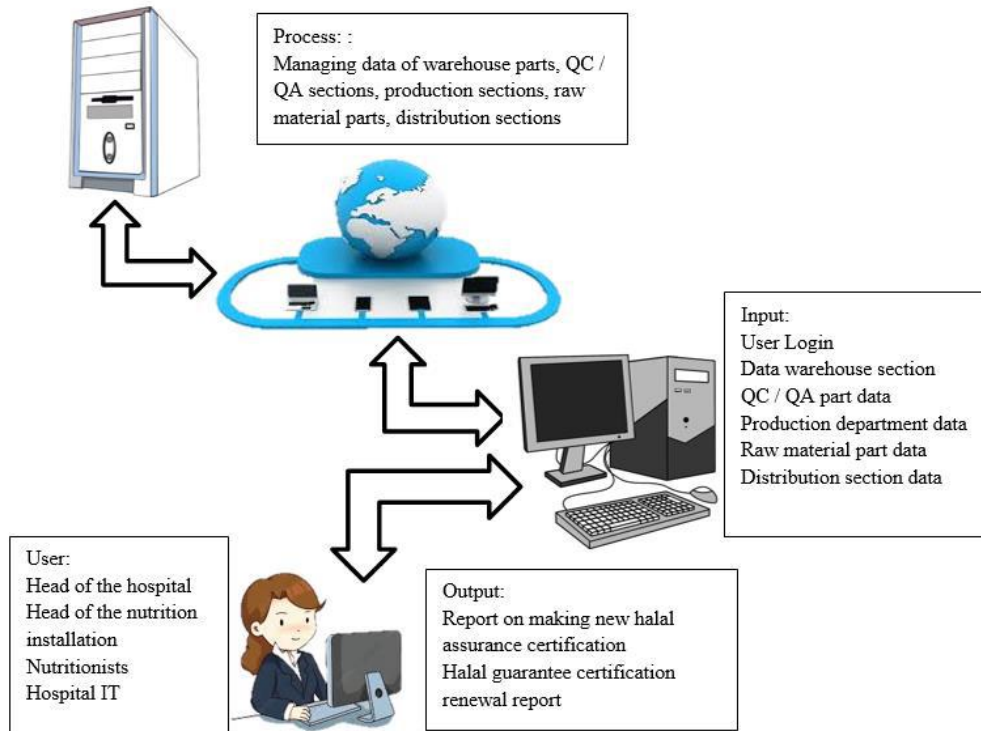 Process: :
Managing data of warehouse parts, QC /
QA sections, production sections, raw
material parts, distribution sections
Input:
User Login
Data warehouse section
QC / QA part data
Production department data
Raw material part data
Distribution section data
User:
Head of the hospital
Head of the nutrition
installation
Nutritionists
Hospital IT
Output:
Report on making new halal
assurance certification
Halal guarantee certification
renewal report